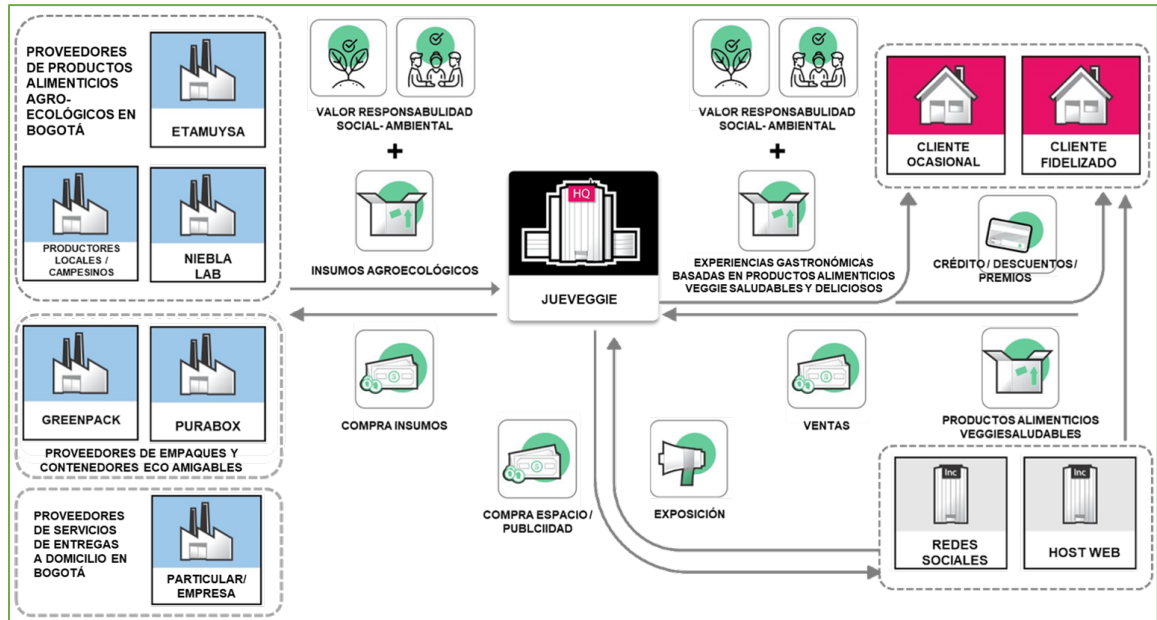 PROVEEDORES
DE PRODUCTOS
ALIMENTICIOS
AGRO-
ECOLÓGICOS EN
BOGOTÁ
ETAMUYSA
PRODUCTORES
LOCALES /
CAMPESINOS
NIEBLA
LAB
GREENPACK
PURABOX
PROVEEDORES DE EMPAQUES Y
CONTENEDORES ECO AMIGABLES
PROVEEDORES
DE SERVICIOS
DE ENTREGAS
A DOMICILIO EN
BOGOTÁ
PARTICULAR/
EMPRESA
VALOR RESPONSABULIDAD
SOCIAL- AMBIENTAL
+
INSUMOS AGROECOLÓGICOS
$
COMPRA INSUMOS
HQ
JUEVEGGIE
$
COMPRA ESPACIO /
PUBLCIIDAD
EXPOSICIÓN
VALOR RESPONSABULIDAD
SOCIAL- AMBIENTAL
+
EXPERIENCIAS GASTRONÓMICAS
BASADAS EN PRODUCTOS ALIMENTICIOS
VEGGIE SALUDABLES Y DELICIOSOS
$
VENTAS
CLIENTE
OCASIONAL
CLIENTE
FIDELIZADO
CRÉDITO / DESCUENTOS /
PREMIOS
PRODUCTOS ALIMENTICIOS
VEGGIESALUDABLES
Inc
REDES
SOCIALES
Inc
HOST WEB